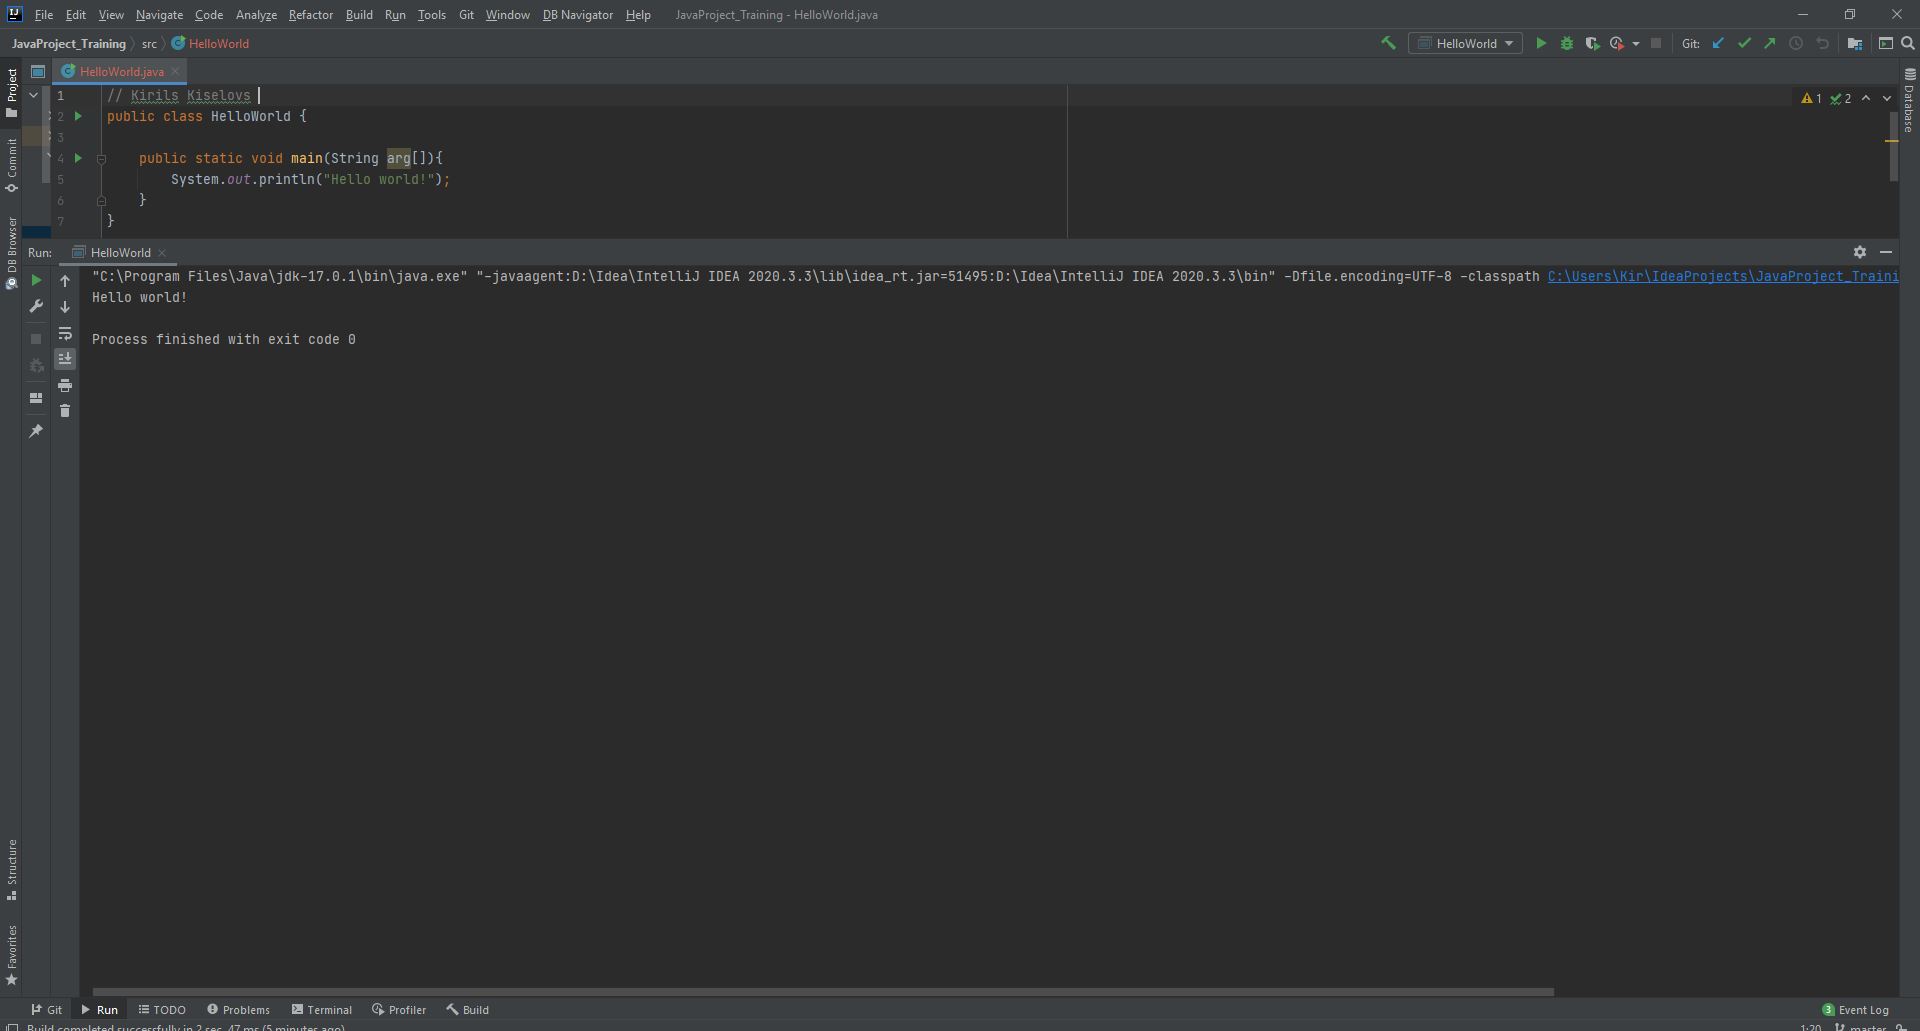 IJ File Edit View Navigate Code Analyze Refactor Build Run Tools Git Window DB Navigator Help JavaProject_Training - HelloWorld.java
JavaProject_Training src HelloWorld HelloWorld Git:
Project
Commit
DB Browser
Structure
Favorites
Database
HelloWorld.java
1 // Kirils Kiselovs
2 public class HelloWorld {
3
4 public static void main(String arg[]){
5 System.out.println("Hello world!");
6 }
7 }
1 2
Run: HelloWorld
"C:\Program Files\Java\jdk-17.0.1\bin\java.exe" "-javaagent:D:\Idea\IntelliJ IDEA 2020.3.3\lib\idea_rt.jar=51495:D:\Idea\IntelliJ IDEA 2020.3.3\bin" -Dfile.encoding=UTF-8 -classpath C:\Users\Kir\IdeaProjects\JavaProject_Traini
Hello world!
Process finished with exit code 0
Git Run TODO Problems Terminal Profiler Build 3 Event Log
Build completed successfully in 2 sec, 47 ms (5 minutes ago) 1:20 master